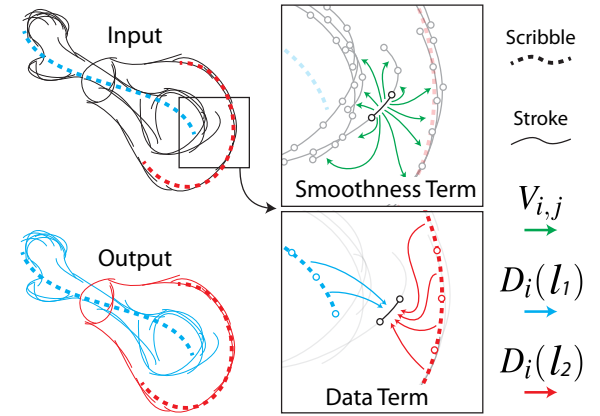 Input
Scribble
Stroke
Smoothness Term
V_{i,j}
Output
D_i(l_1)
D_i(l_2)
Data Term